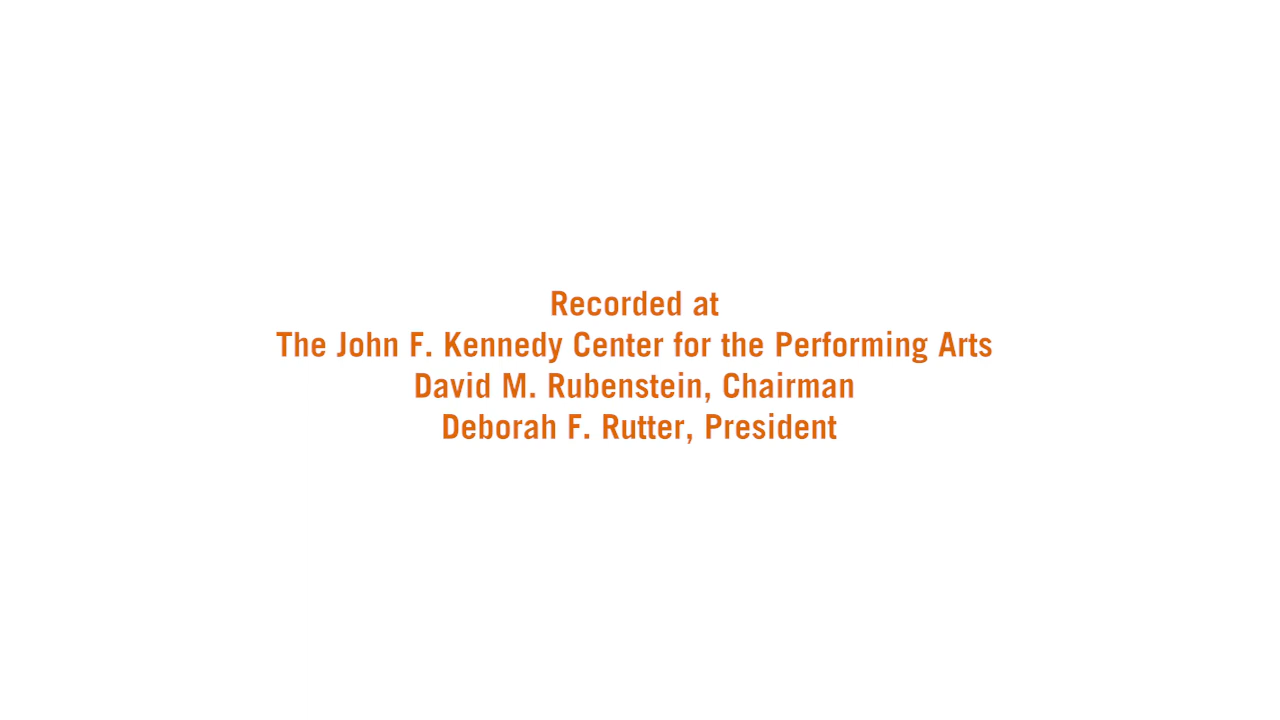 Recorded at
The John F. Kennedy Center for the Performing Arts
David M. Rubenstein, Chairman
Deborah F. Rutter, President